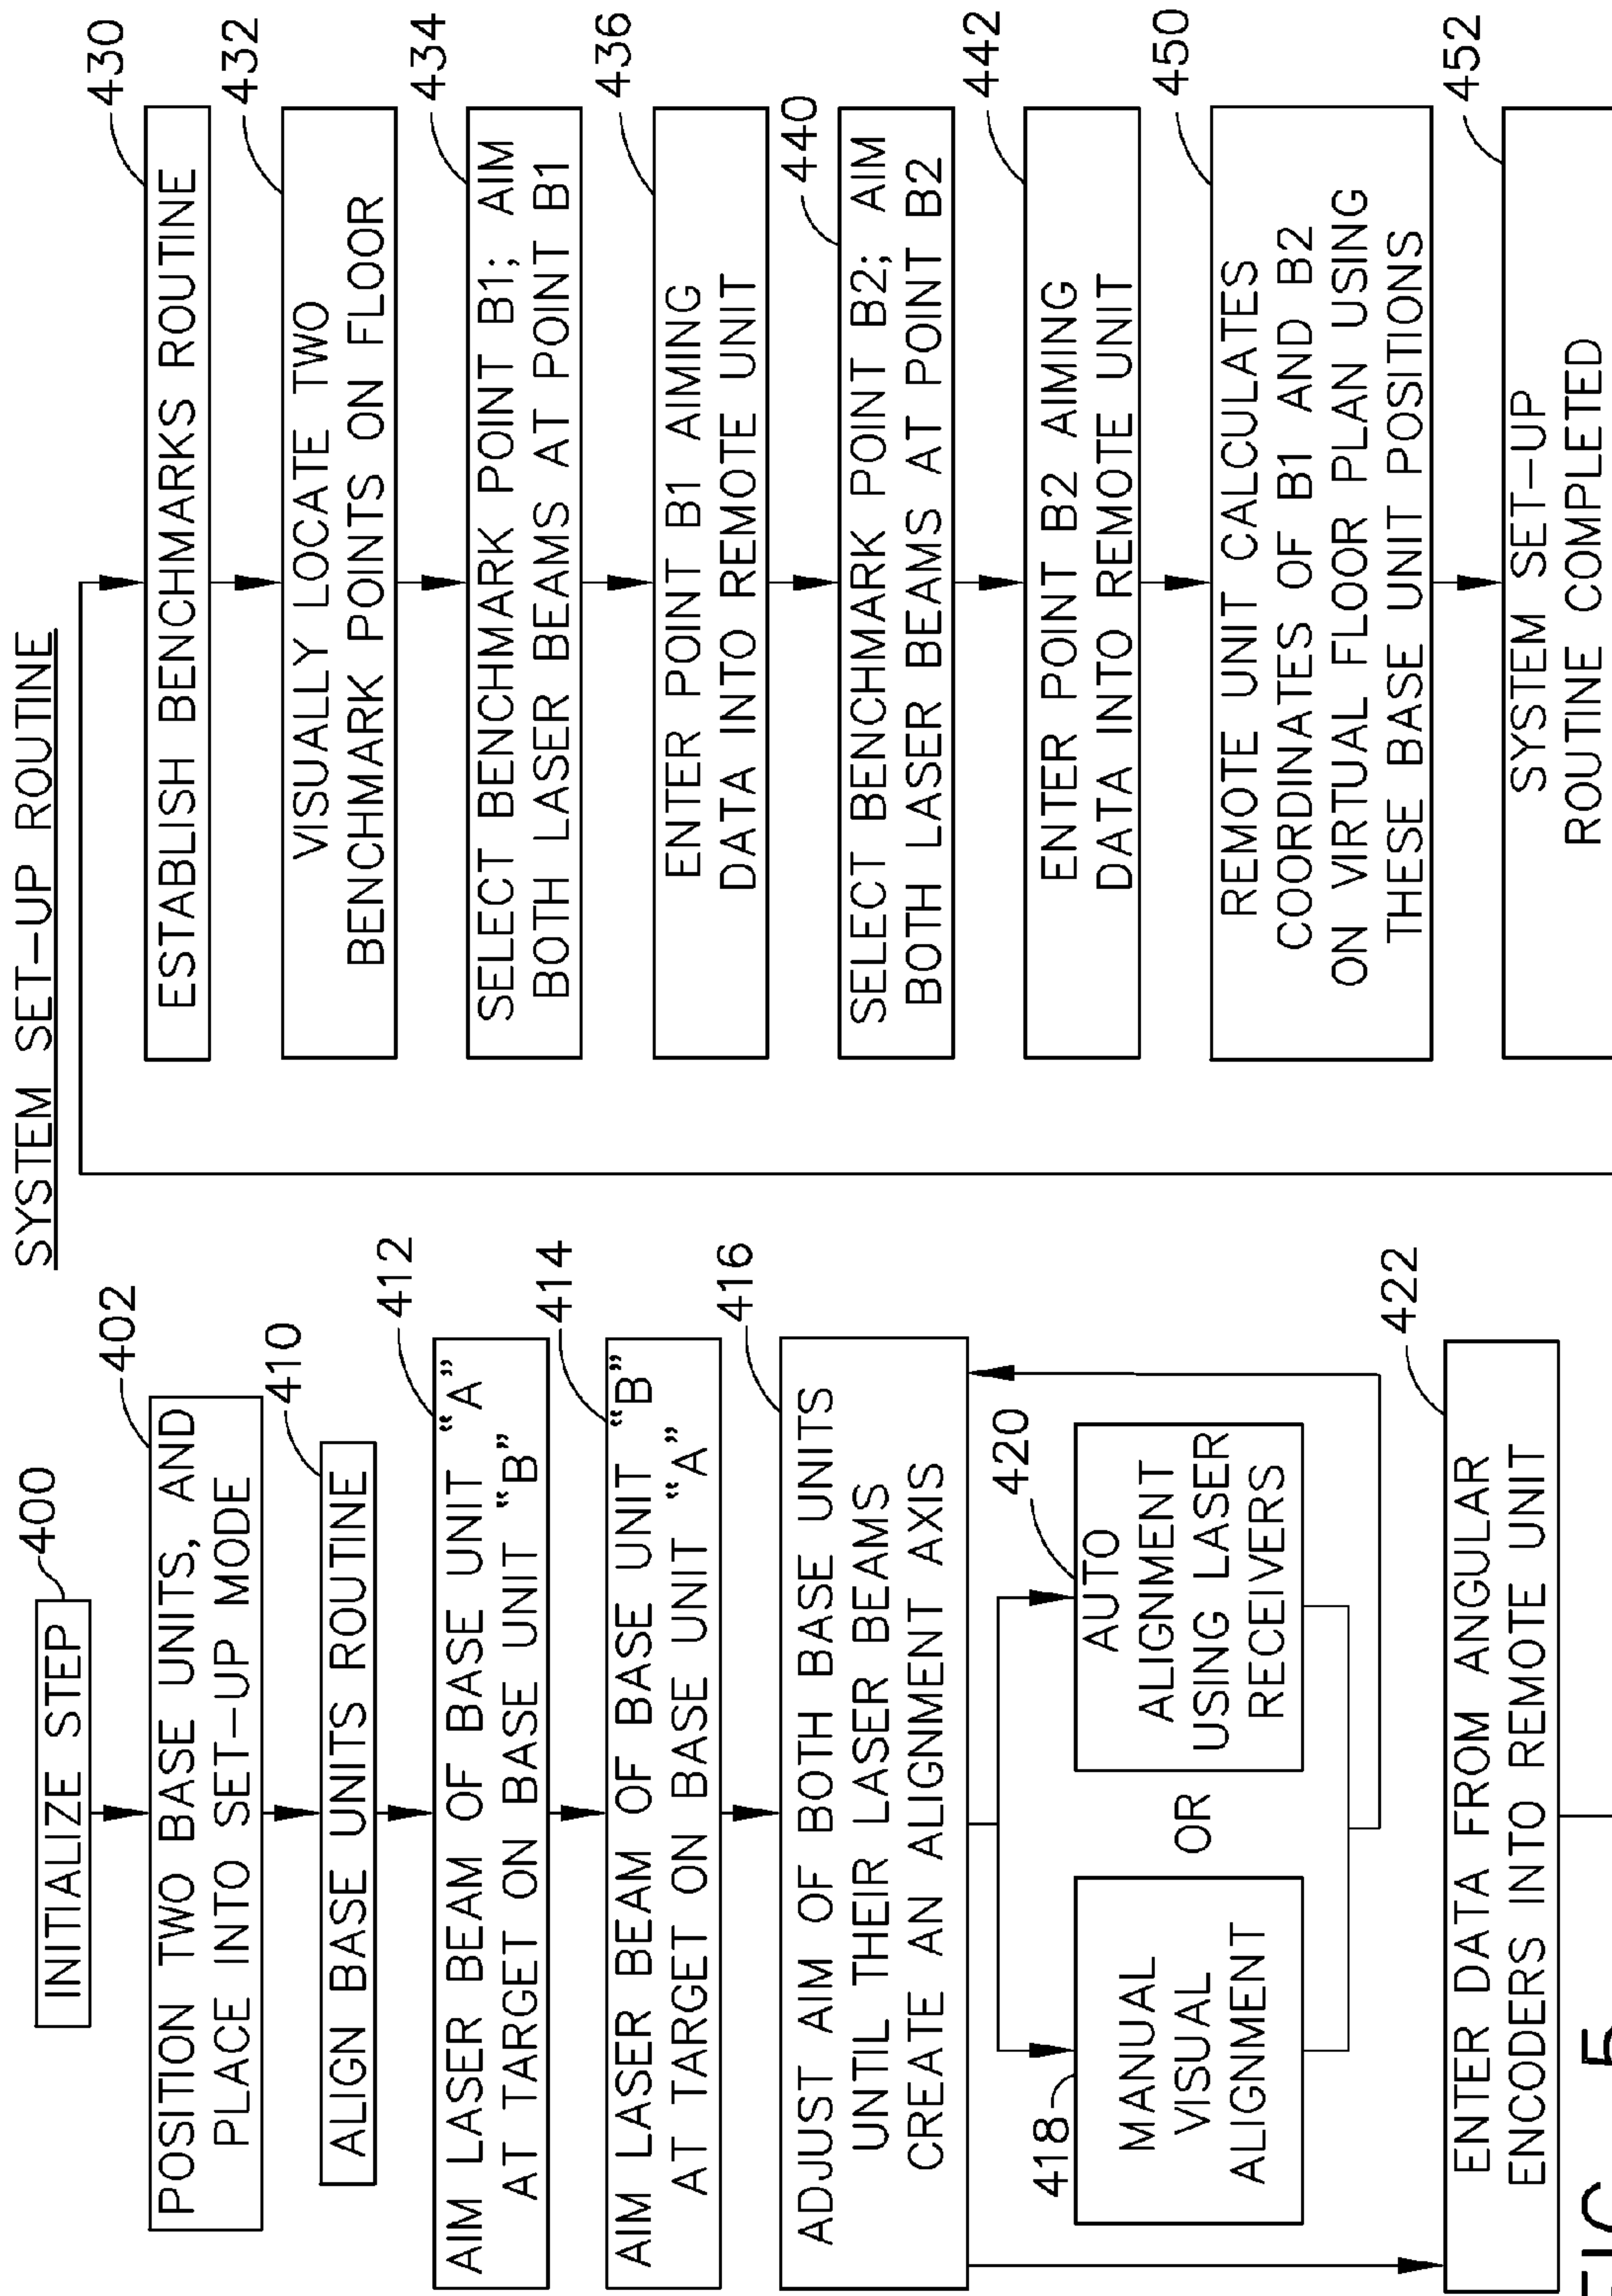 SYSTEM SET-UP ROUTINE
400
INITIALIZE STEP
402
POSITION TWO BASE UNITS, AND
PLACE INTO SET-UP MODE
410
ALIGN BASE UNITS ROUTINE
412
AIM LASER BEAM OF BASE UNIT "A"
AT TARGET ON BASE UNIT "B"
414
AIM LASER BEAM OF BASE UNIT "B"
AT TARGET ON BASE UNIT "A"
416
ADJUST AIM OF BOTH BASE UNITS
UNTIL THEIR LASER BEAMS
CREATE AN ALIGNMENT AXIS
418
MANUAL
VISUAL
ALIGNMENT
OR
420
AUTO
ALIGNMENT
USING LASER
RECEIVERS
422
ENTER DATA FROM ANGULAR
ENCODERS INTO REMOTE UNIT
430
ESTABLISH BENCHMARKS ROUTINE
432
VISUALLY LOCATE TWO
BENCHMARK POINTS ON FLOOR
434
SELECT BENCHMARK POINT B1; AIM
BOTH LASER BEAMS AT POINT B1
436
ENTER POINT B1 AIMING
DATA INTO REMOTE UNIT
440
SELECT BENCHMARK POINT B2; AIM
BOTH LASER BEAMS AT POINT B2
442
ENTER POINT B2 AIMING
DATA INTO REMOTE UNIT
450
REMOTE UNIT CALCULATES
COORDINATES OF B1 AND B2
ON VIRTUAL FLOOR PLAN USING
THESE BASE UNIT POSITIONS
452
SYSTEM SET-UP
ROUTINE COMPLETED